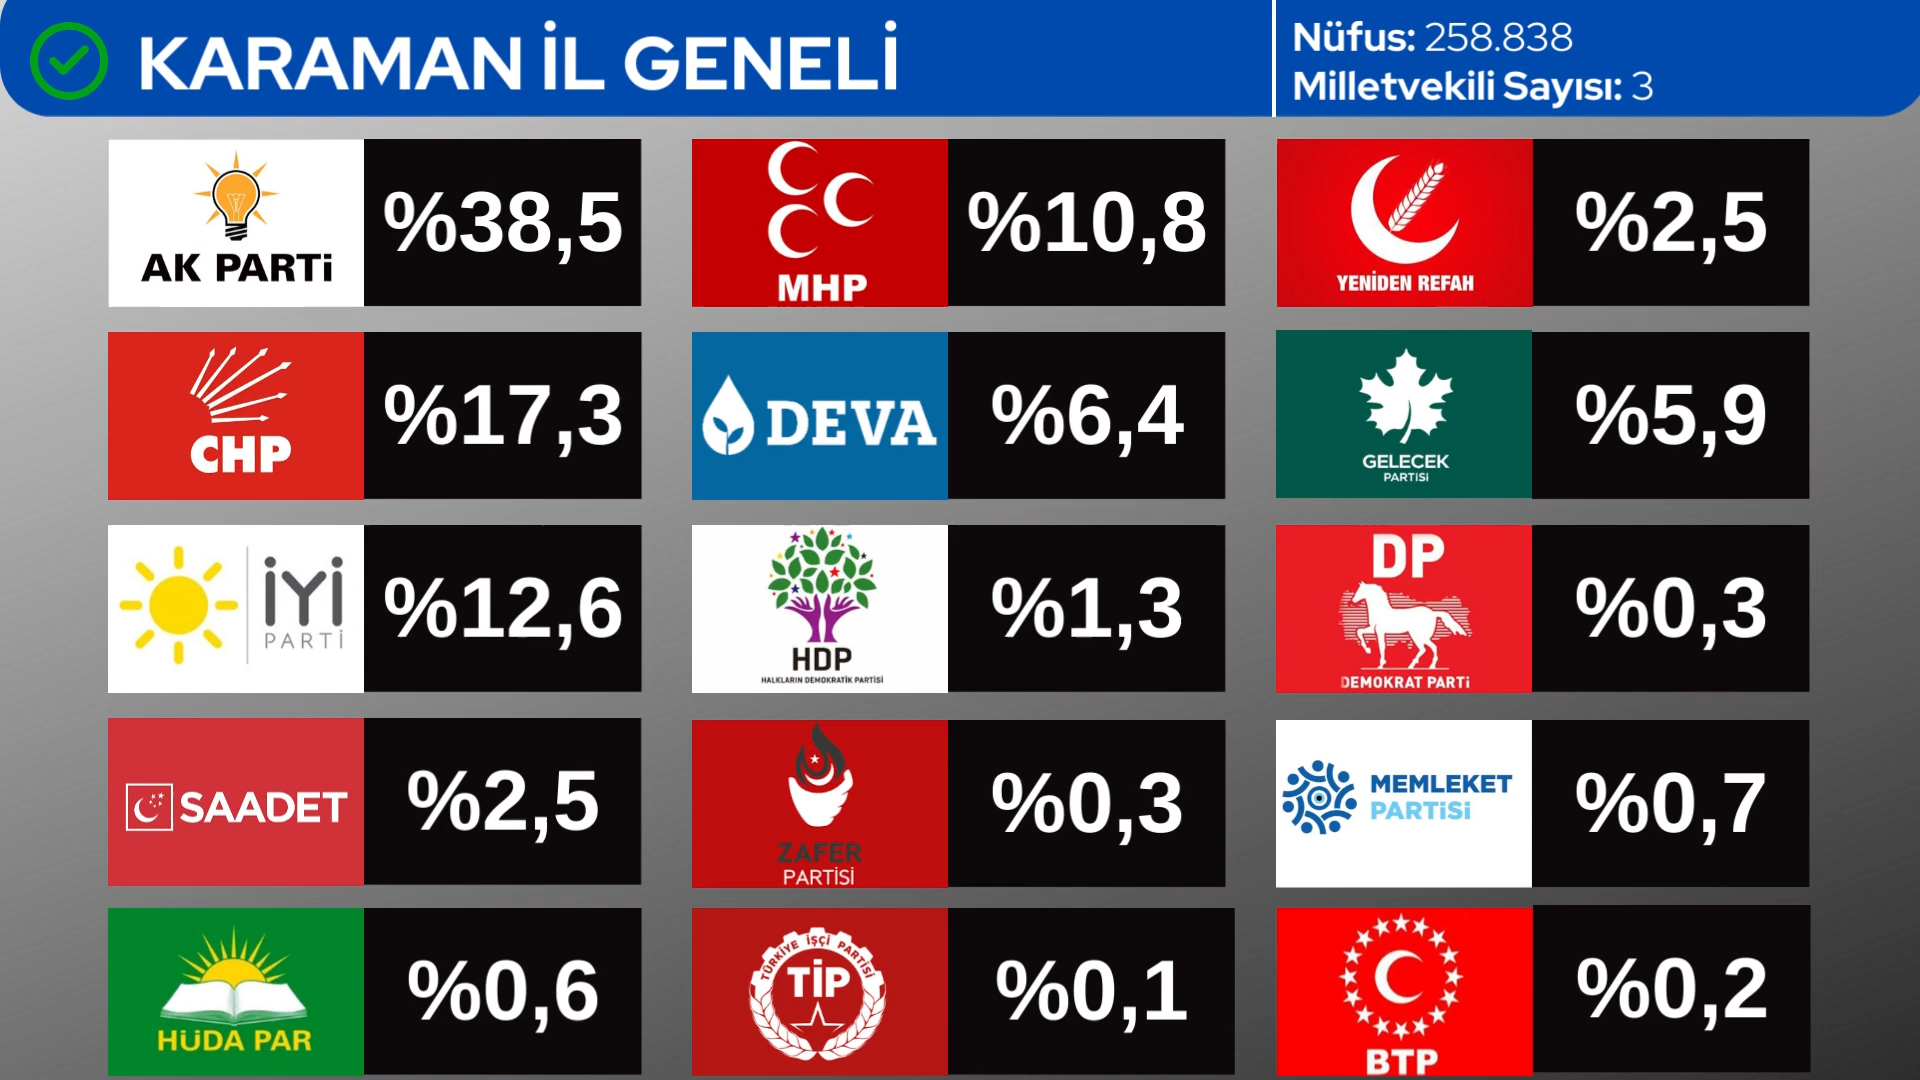 KARAMAN İL GENELİ
Nüfus: 258.838
Milletvekili Sayısı: 3
AK PARTi
%38,5
MHP
%10,8
YENİDEN REFAH
%2,5
CHP
%17,3
DEVA
%6,4
GELECEK
PARTİSİ
%5,9
İYİ
PARTİ
%12,6
HDP
HALKLARIN DEMOKRATİK PARTİSİ
%1,3
DP
DEMOKRAT PARTi
%0,3
SAADET
%2,5
ZAFER
PARTİSİ
%0,3
MEMLEKET
PARTiSi
%0,7
HÜDA PAR
%0,6
TÜRKİYE İŞÇİ PARTİSİ
TİP
%0,1
BTP
%0,2